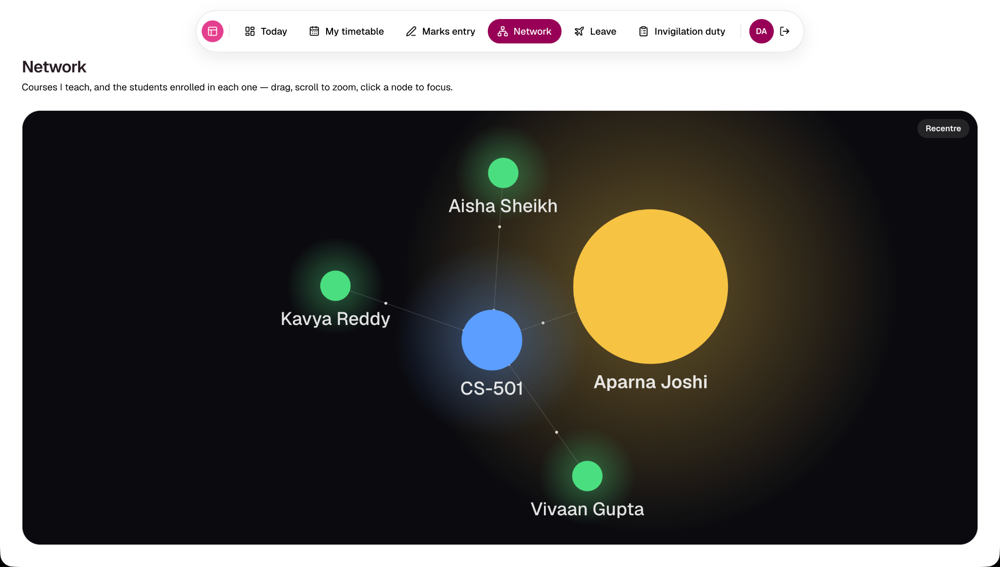 Today
My timetable
Marks entry
Network
Leave
Invigilation duty
DA
Network
Courses I teach, and the students enrolled in each one — drag, scroll to zoom, click a node to focus.
Recentre
Aisha Sheikh
Kavya Reddy
Aparna Joshi
CS-501
Vivaan Gupta